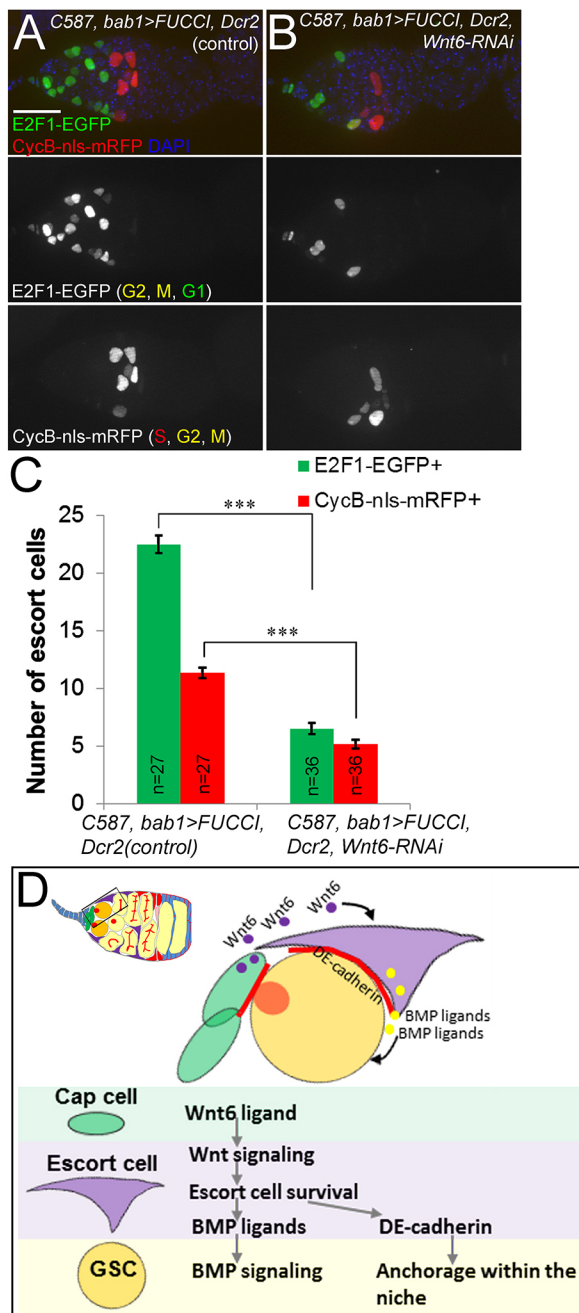 A
C587, bab1>FUCCI, Dcr2
(control)
E2F1-EGFP
CycB-nls-mRFP DAPI
B
C587, bab1>FUCCI, Dcr2,
Wnt6-RNAi
E2F1-EGFP (G2, M, G1)
CycB-nls-mRFP (S, G2, M)
C
E2F1-EGFP+
CycB-nls-mRFP+
Number of escort cells
25
20
15
10
5
0
***
***
n=27
n=27
n=36
n=36
C587, bab1>FUCCI,
Dcr2(control)
C587, bab1>FUCCI,
Dcr2, Wnt6-RNAi
D
Wnt6
Wnt6
Wnt6
DE-cadherin
BMP ligands
BMP ligands
Cap cell
Wnt6 ligand
Escort cell
Wnt signaling
Escort cell survival
BMP ligands
DE-cadherin
GSC
BMP signaling
Anchorage within the
niche